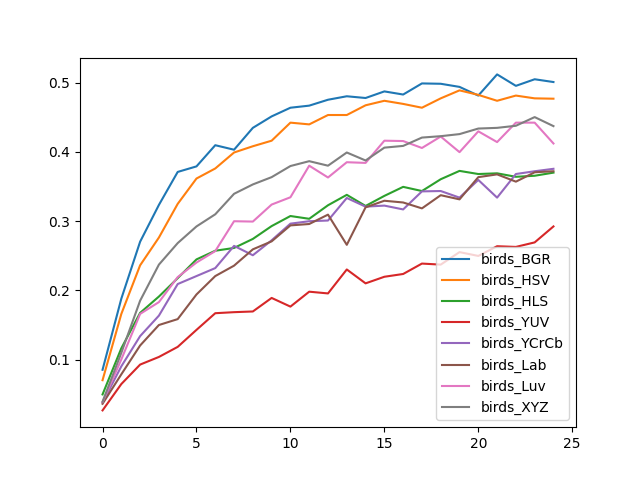 0.5
0.4
0.3
0.2
0.1
0 5 10 15 20 25
birds_BGR
birds_HSV
birds_HLS
birds_YUV
birds_YCrCb
birds_Lab
birds_Luv
birds_XYZ